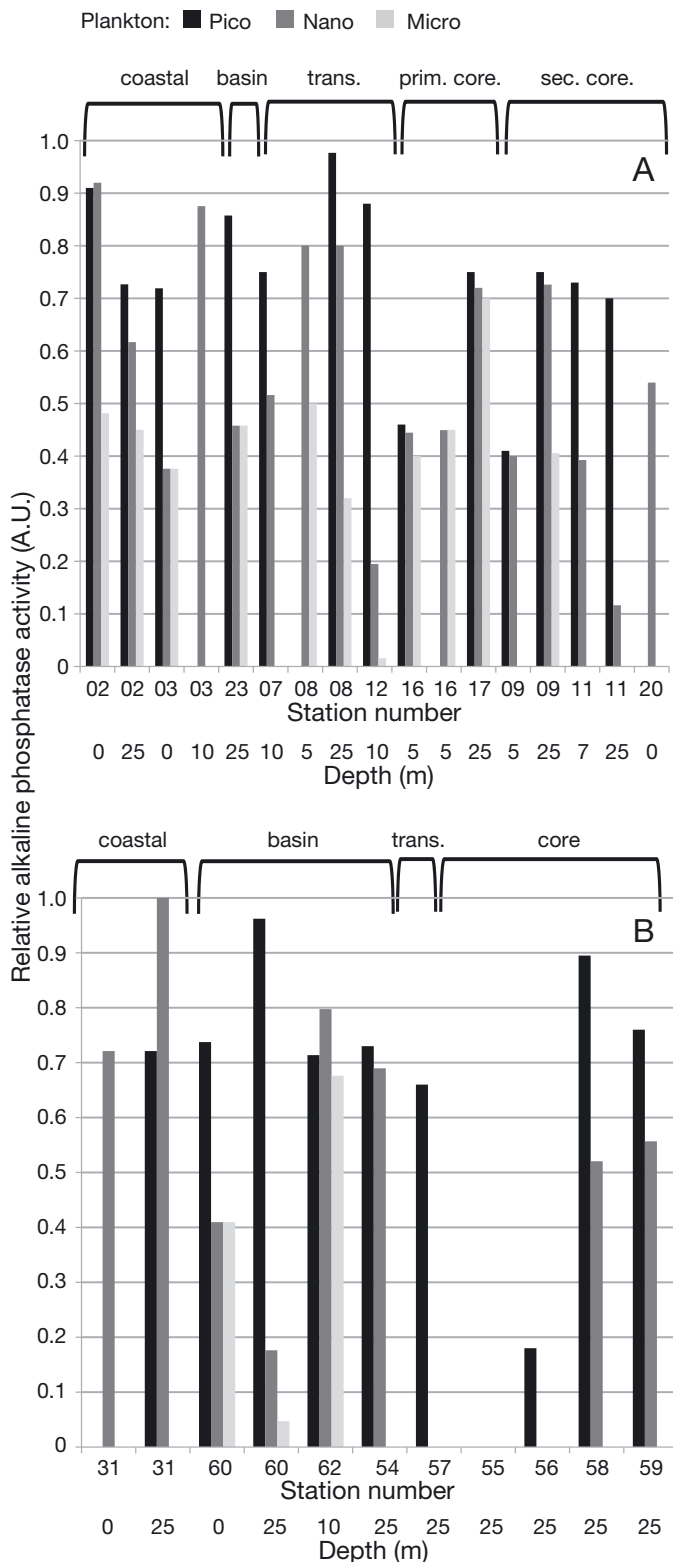 Plankton: Pico Nano Micro
coastal basin trans. prim. core. sec. core.
A
1.0
0.9
0.8
0.7
0.6
0.5
0.4
0.3
0.2
0.1
0
02 02 03 03 23 07 08 08 12 16 16 17 09 09 11 11 20
Station number
0 25 0 10 25 10 5 25 10 5 5 25 5 25 7 25 0
Depth (m)
Relative alkaline phosphatase activity (A.U.)
coastal basin trans. core
B
1.0
0.9
0.8
0.7
0.6
0.5
0.4
0.3
0.2
0.1
0
31 31 60 60 62 54 57 55 56 58 59
Station number
0 25 0 25 10 25 25 25 25 25 25
Depth (m)